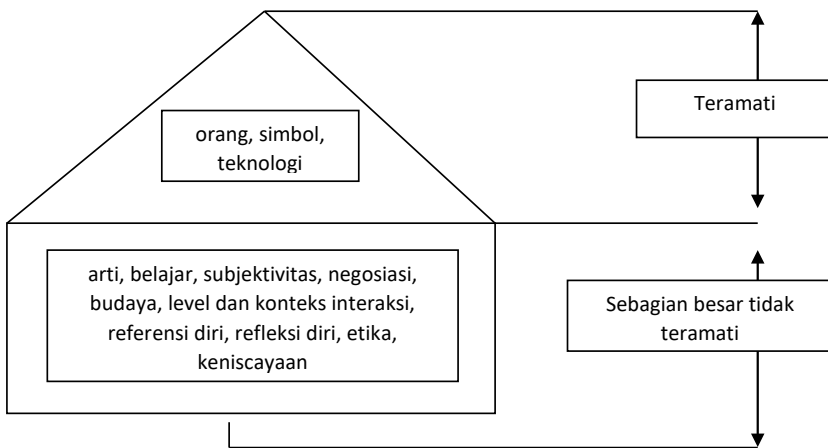 Teramati
orang, simbol,
teknologi
arti, belajar, subjektivitas, negosiasi,
budaya, level dan konteks interaksi,
referensi diri, refleksi diri, etika,
keniscayaan
Sebagian besar tidak
teramati